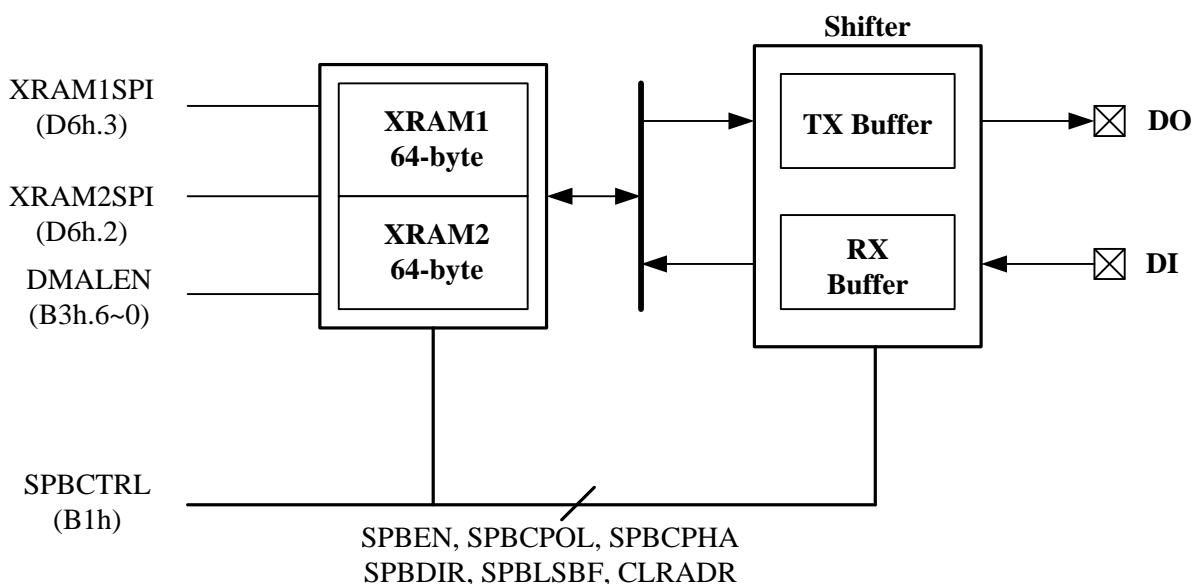 Shifter
XRAM1SPI
(D6h.3)
XRAM1
64-byte
TX Buffer
DO
XRAM2SPI
(D6h.2)
XRAM2
64-byte
RX
Buffer
DI
DMALEN
(B3h.6~0)
SPBCTRL
(B1h)
SPBEN, SPBCPOL, SPBCPHA
SPBDIR, SPBLSBF, CLRADR